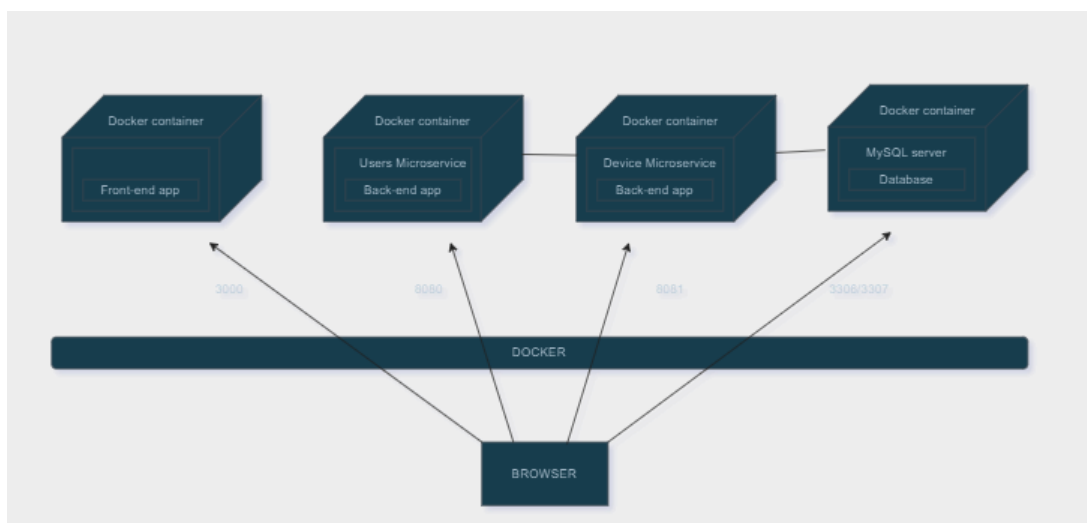 Docker container
Front-end app
Docker container
Users Microservice
Back-end app
Docker container
Device Microservice
Back-end app
Docker container
MySQL server
Database
3000
8080
8081
3306/3307
DOCKER
BROWSER